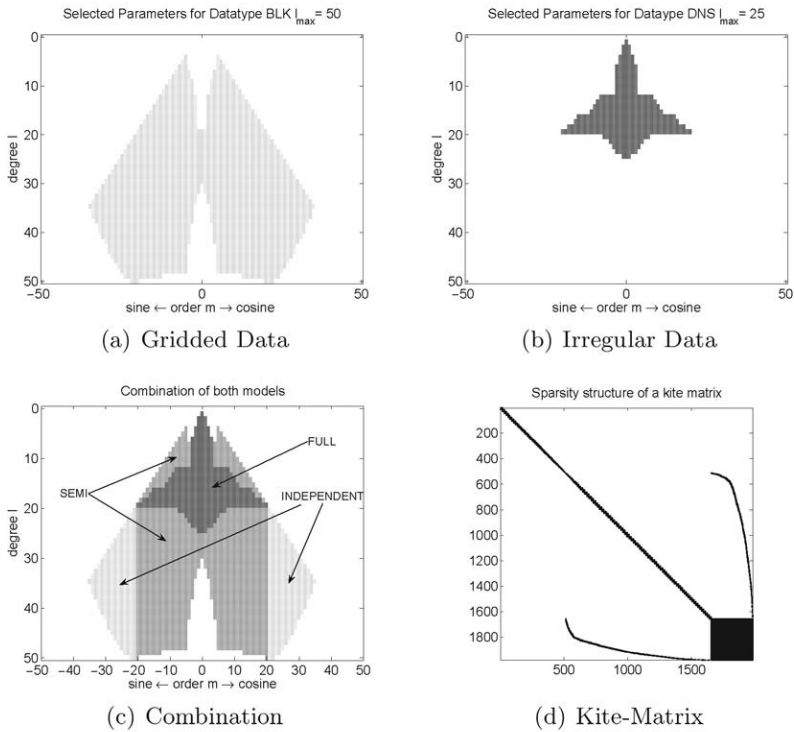 Selected Parameters for Datatype BLK l_max = 50
0
10
20
30
40
50
degree l
−50 0 50
sine ← order m → cosine
(a) Gridded Data
Selected Parameters for Dataype DNS l_max = 25
0
10
20
30
40
50
degree l
−50 0 50
sine ← order m → cosine
(b) Irregular Data
Combination of both models
0
10
20
30
40
50
degree l
FULL
SEMI
INDEPENDENT
−50 −40 −30 −20 −10 0 10 20 30 40 50
sine ← order m → cosine
(c) Combination
Sparsity structure of a kite matrix
200
400
600
800
1000
1200
1400
1600
1800
500 1000 1500
(d) Kite-Matrix